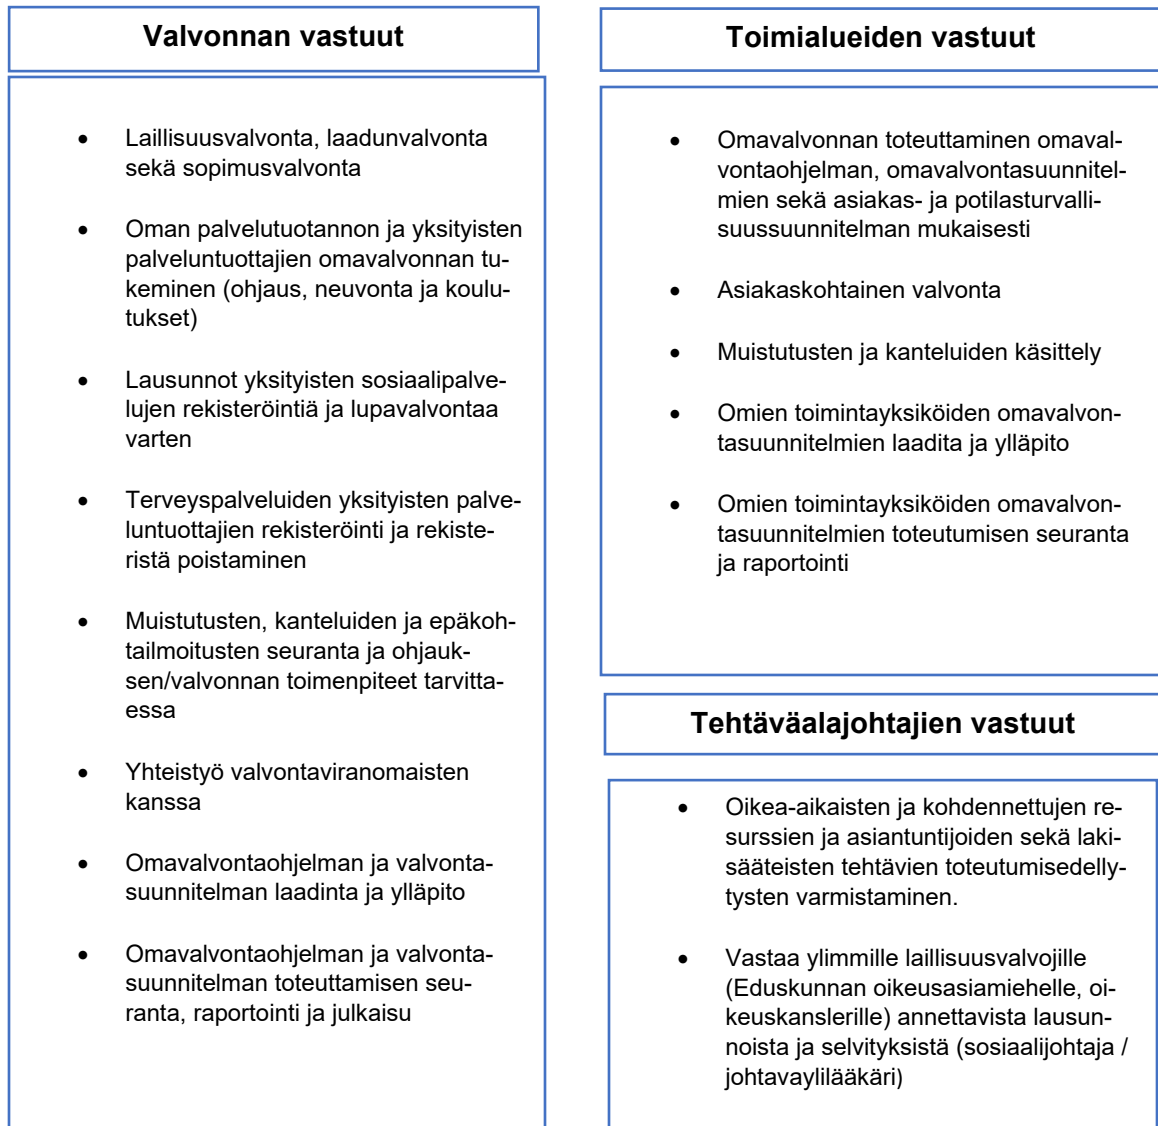 Valvonnan vastuut
• Laillisuusvalvonta, laadunvalvonta
sekä sopimusvalvonta
• Oman palvelutuotannon ja yksityisten
palveluntuottajien omavalvonnan tu-
keminen (ohjaus, neuvonta ja koulu-
tukset)
• Lausunnot yksityisten sosiaalipalve-
lujen rekisteröintiä ja lupavalvontaa
varten
• Terveyspalveluiden yksityisten palve-
luntuottajien rekisteröinti ja rekiste-
ristä poistaminen
• Muistutusten, kanteluiden ja epäkoh-
tailmoitusten seuranta ja ohjauk-
sen/valvonnan toimenpiteet tarvitta-
essa
• Yhteistyö valvontaviranomaisten
kanssa
• Omavalvontaohjelman ja valvonta-
suunnitelman laadinta ja ylläpito
• Omavalvontaohjelman ja valvonta-
suunnitelman toteuttamisen seu-
ranta, raportointi ja julkaisu
Toimialueiden vastuut
• Omavalvonnan toteuttaminen omaval-
vontaohjelman, omavalvontasuunnitel-
mien sekä asiakas- ja potilasturvalli-
suussuunnitelman mukaisesti
• Asiakaskohtainen valvonta
• Muistutusten ja kanteluiden käsittely
• Omien toimintayksiköiden omavalvon-
tasuunnitelmien laadita ja ylläpito
• Omien toimintayksiköiden omavalvon-
tasuunnitelmien toteutumisen seuranta
ja raportointi
Tehtäväalajohtajien vastuut
• Oikea-aikaisten ja kohdennettujen re-
surssien ja asiantuntijoiden sekä laki-
sääteisten tehtävien toteutumisedelly-
tysten varmistaminen.
• Vastaa ylimmille laillisuusvalvojille
(Eduskunnan oikeusasiamiehelle, oi-
keuskanslerille) annettavista lausun-
noista ja selvityksistä (sosiaalijohtaja /
johtavaylilääkäri)